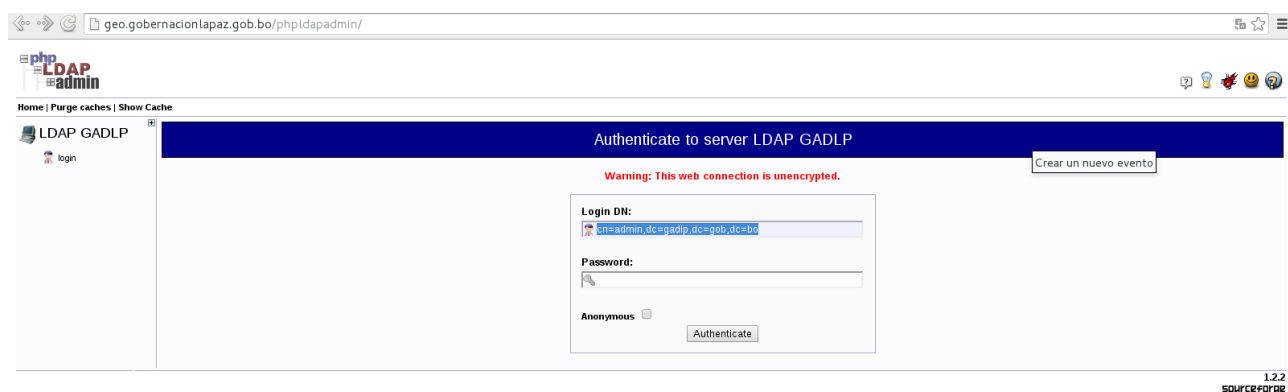 geo.gobernacionlapaz.gob.bo/phpldapadmin/
php
LDAP
admin
Home | Purge caches | Show Cache
LDAP GADLP
login
Authenticate to server LDAP GADLP
Crear un nuevo evento
Warning: This web connection is unencrypted.
Login DN:
cn=admin,dc=gadlp,dc=gob,dc=bo
Password:
Anonymous
Authenticate
1.2.2
sourceforge